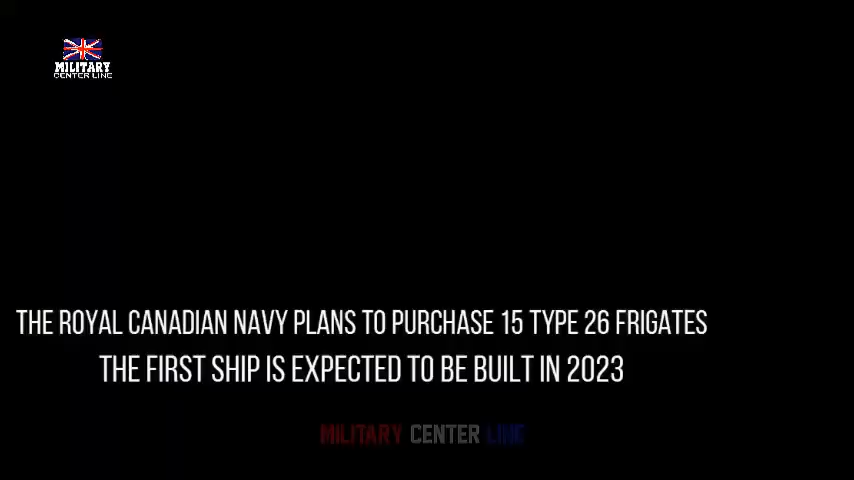 MILITARY
CENTER LINE
THE ROYAL CANADIAN NAVY PLANS TO PURCHASE 15 TYPE 26 FRIGATES
THE FIRST SHIP IS EXPECTED TO BE BUILT IN 2023
MILITARY CENTER LINE